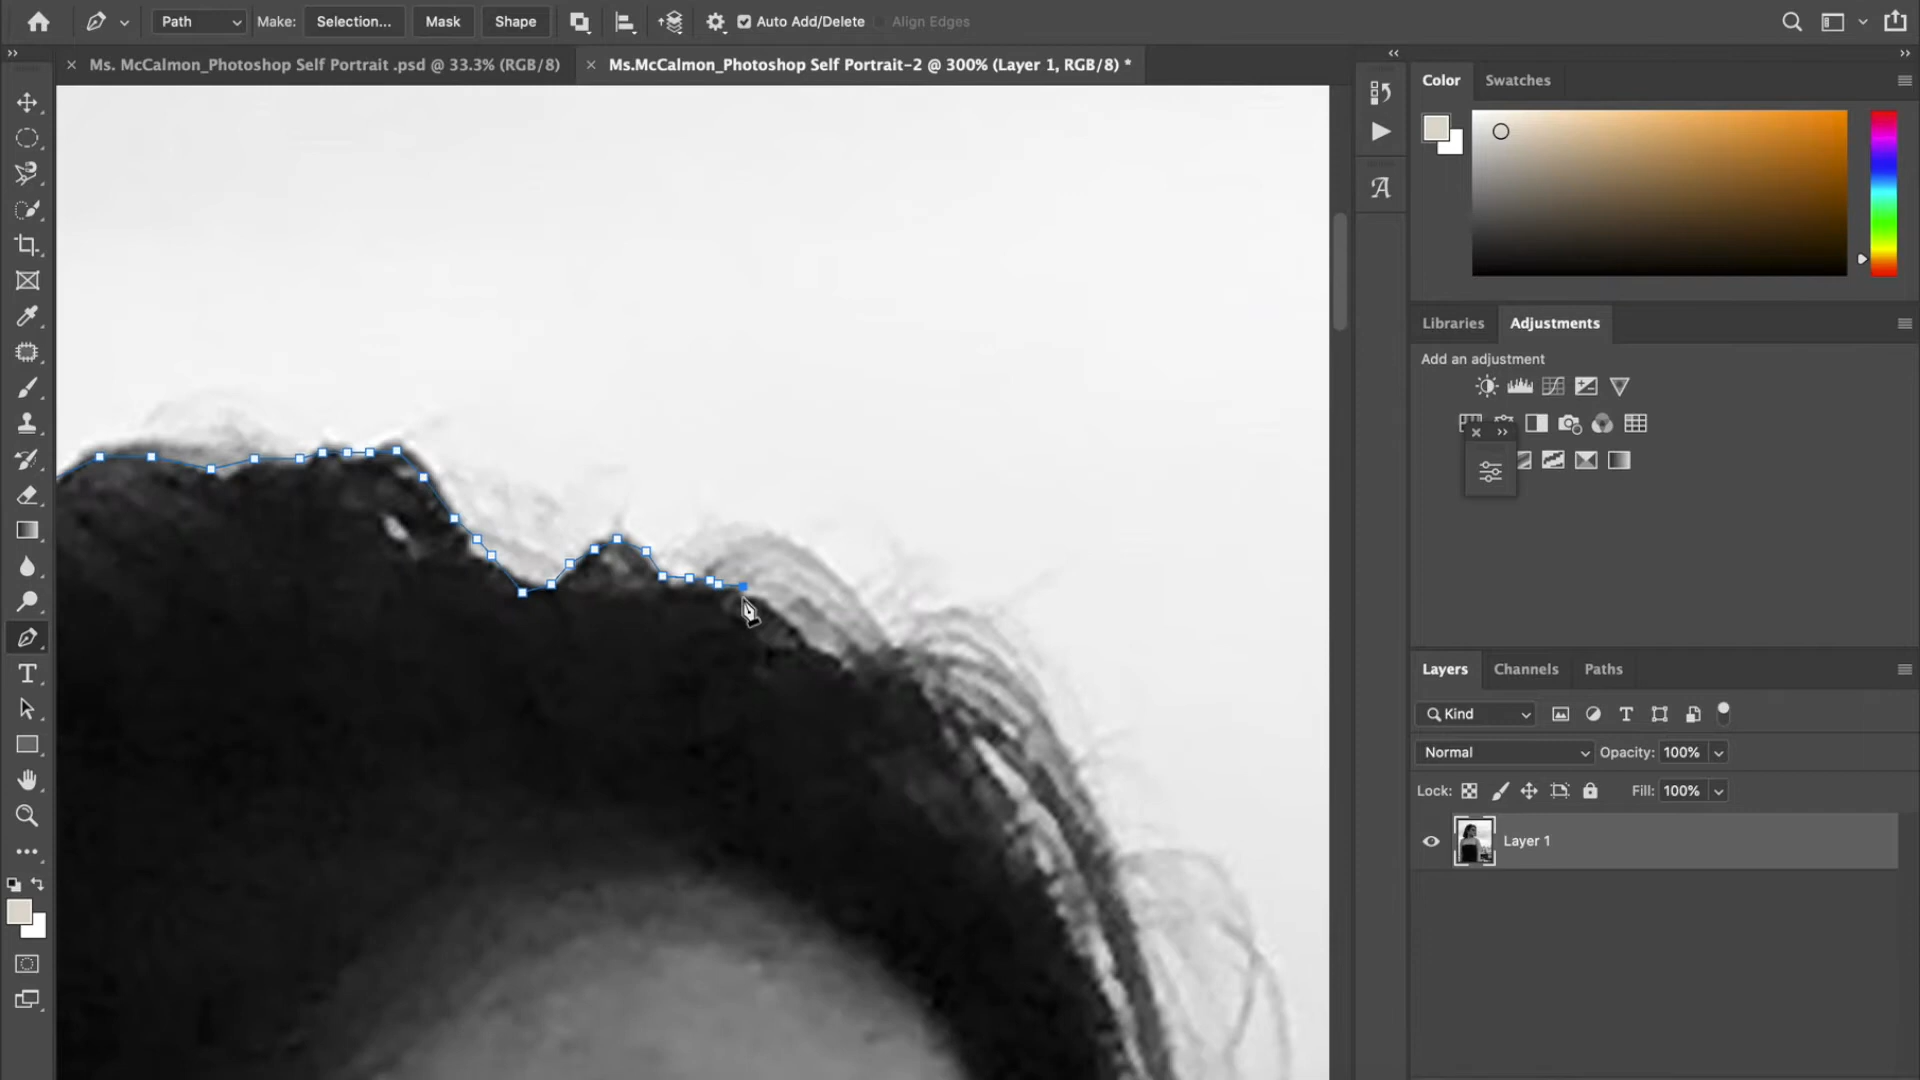 Path Make: Selection... Mask Shape Auto Add/Delete Align Edges
Ms. McCalmon_Photoshop Self Portrait .psd @ 33.3% (RGB/8) Ms.McCalmon_Photoshop Self Portrait-2 @ 300% (Layer 1, RGB/8) *
Color Swatches
Libraries Adjustments
Add an adjustment
Layers Channels Paths
Kind
Normal Opacity: 100%
Lock: Fill: 100%
Layer 1